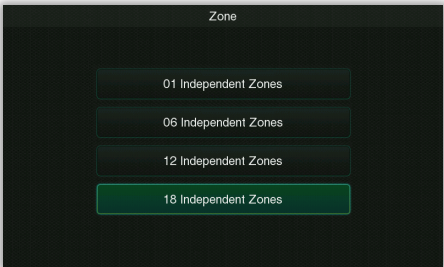 Zone
01 Independent Zones
06 Independent Zones
12 Independent Zones
18 Independent Zones